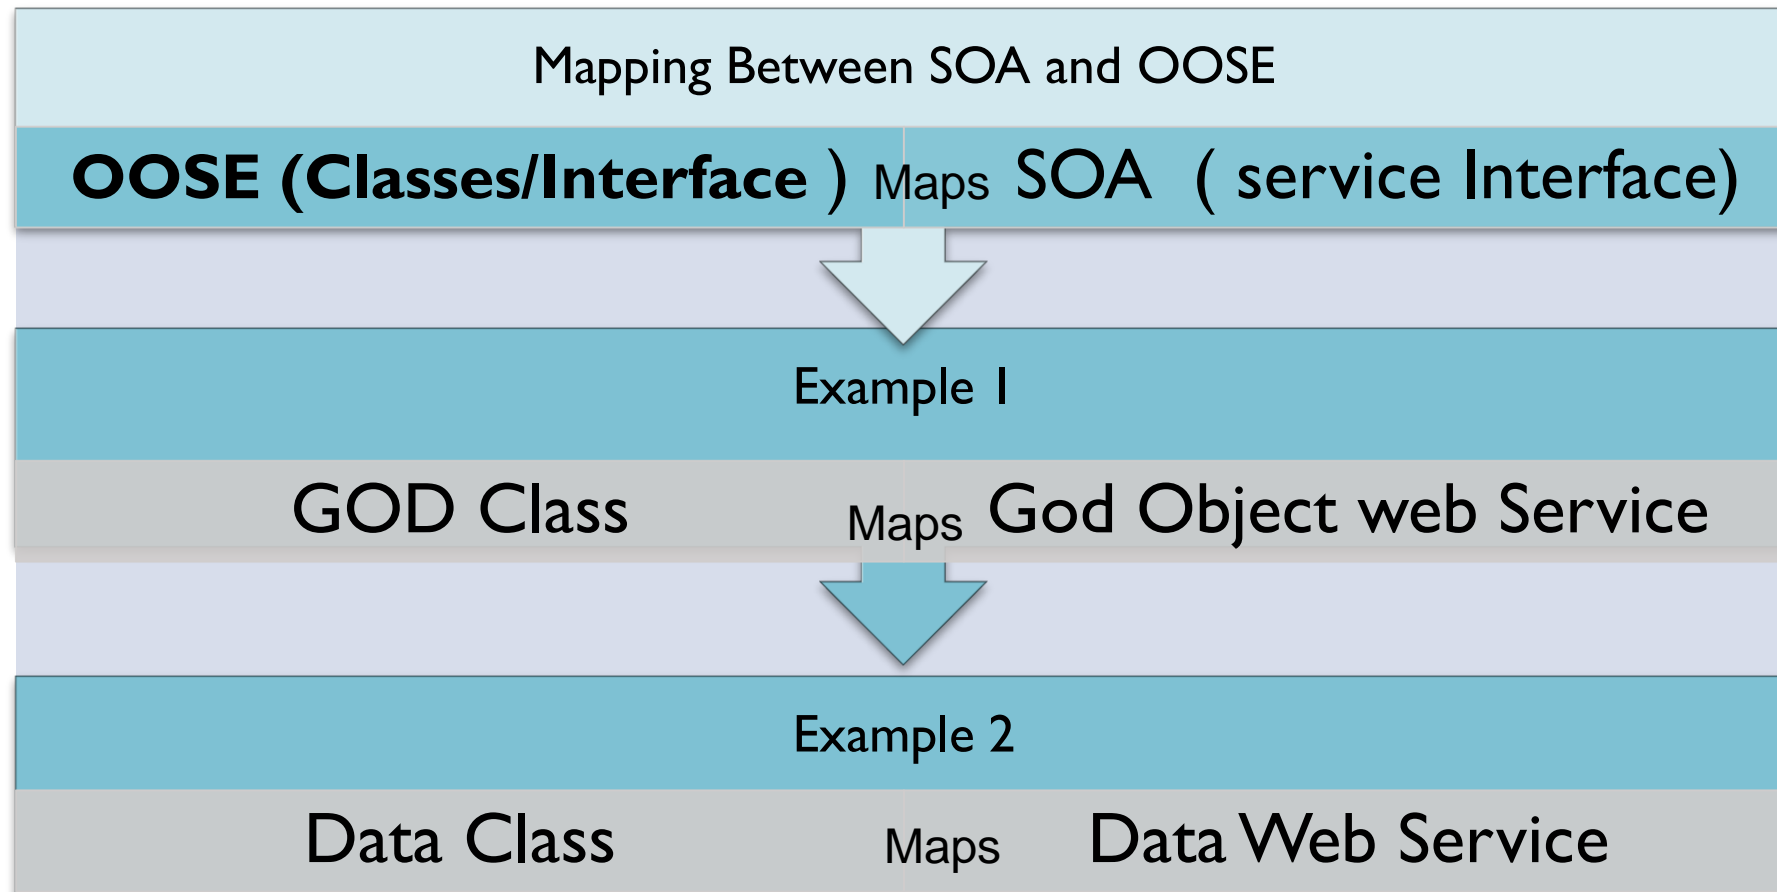 Mapping Between SOA and OOSE
OOSE (Classes/Interface ) Maps SOA ( service Interface)
Example 1
GOD Class Maps God Object web Service
Example 2
Data Class Maps Data Web Service